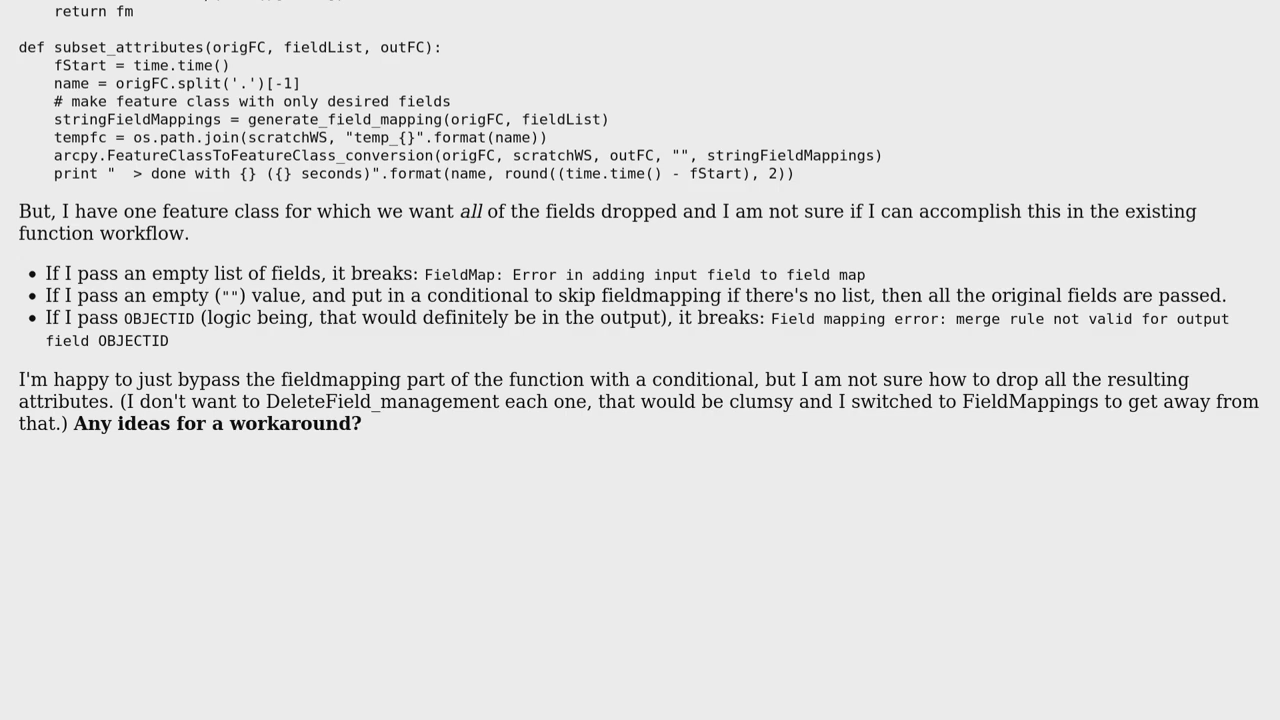 return fm
def subset_attributes(origFC, fieldList, outFC):
fStart = time.time()
name = origFC.split('.')[-1]
# make feature class with only desired fields
stringFieldMappings = generate_field_mapping(origFC, fieldList)
tempfc = os.path.join(scratchWS, "temp_{}".format(name))
arcpy.FeatureClassToFeatureClass_conversion(origFC, scratchWS, outFC, "", stringFieldMappings)
print "  > done with {} ({} seconds)".format(name, round((time.time() - fStart), 2))
But, I have one feature class for which we want all of the fields dropped and I am not sure if I can accomplish this in the existing
function workflow.
• If I pass an empty list of fields, it breaks: FieldMap: Error in adding input field to field map
• If I pass an empty ("") value, and put in a conditional to skip fieldmapping if there's no list, then all the original fields are passed.
• If I pass OBJECTID (logic being, that would definitely be in the output), it breaks: Field mapping error: merge rule not valid for output
field OBJECTID
I'm happy to just bypass the fieldmapping part of the function with a conditional, but I am not sure how to drop all the resulting
attributes. (I don't want to DeleteField_management each one, that would be clumsy and I switched to FieldMappings to get away from
that.) Any ideas for a workaround?